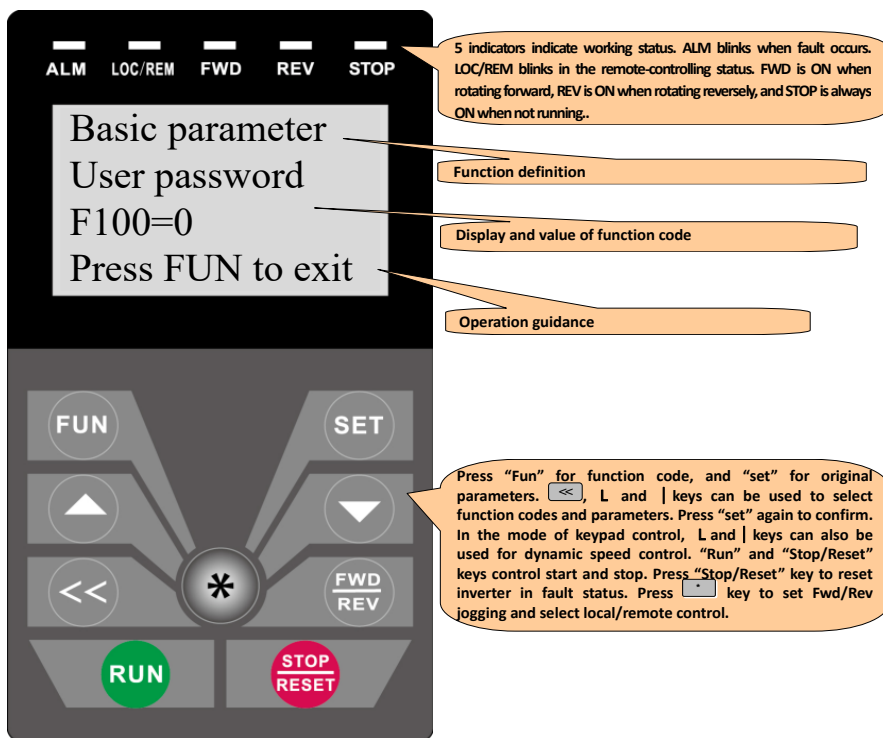 ALM LOC/REM FWD REV STOP
Basic parameter
User password
F100=0
Press FUN to exit
5 indicators indicate working status. ALM blinks when fault occurs.
LOC/REM blinks in the remote-controlling status. FWD is ON when
rotating forward, REV is ON when rotating reversely, and STOP is always
ON when not running..
Function definition
Display and value of function code
Operation guidance
FUN
SET
<<
*
FWD
REV
RUN
STOP
RESET
Press “Fun” for function code, and “set” for original
parameters. <<, L and | keys can be used to select
function codes and parameters. Press “set” again to confirm.
In the mode of keypad control, L and | keys can also be
used for dynamic speed control. “Run” and “Stop/Reset”
keys control start and stop. Press “Stop/Reset” key to reset
inverter in fault status. Press * key to set Fwd/Rev
jogging and select local/remote control.